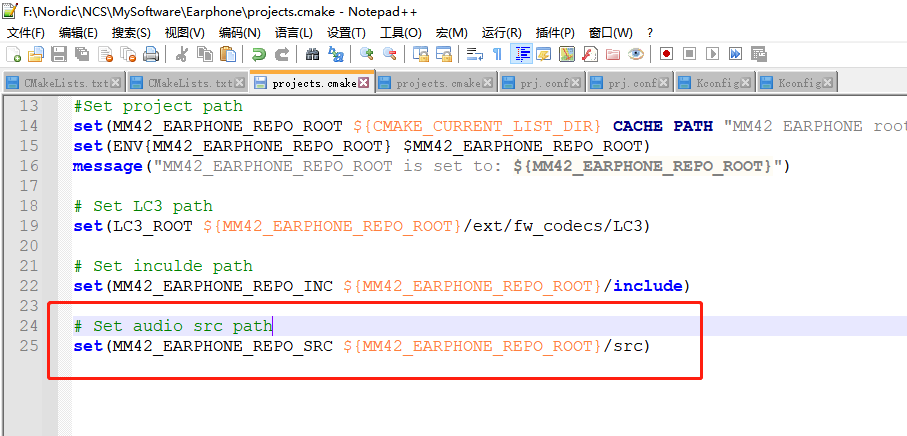 F:\Nordic\NCS\MySoftware\Earphone\projects.cmake - Notepad++
文件(F) 编辑(E) 搜索(S) 视图(V) 编码(N) 语言(L) 设置(T) 工具(O) 宏(M) 运行(R) 插件(P) 窗口(W) ?
CMakeLists.txt CMakeLists.txt projects.cmake projects.cmake prj.conf prj.conf Kconfig Kconfig
13 #Set project path
14 set(MM42_EARPHONE_REPO_ROOT ${CMAKE_CURRENT_LIST_DIR} CACHE PATH "MM42 EARPHONE root
15 set(ENV{MM42_EARPHONE_REPO_ROOT} $MM42_EARPHONE_REPO_ROOT)
16 message("MM42_EARPHONE_REPO_ROOT is set to: ${MM42_EARPHONE_REPO_ROOT}")
17
18 # Set LC3 path
19 set(LC3_ROOT ${MM42_EARPHONE_REPO_ROOT}/ext/fw_codecs/LC3)
20
21 # Set inculde path
22 set(MM42_EARPHONE_REPO_INC ${MM42_EARPHONE_REPO_ROOT}/include)
23
24 # Set audio src path
25 set(MM42_EARPHONE_REPO_SRC ${MM42_EARPHONE_REPO_ROOT}/src)